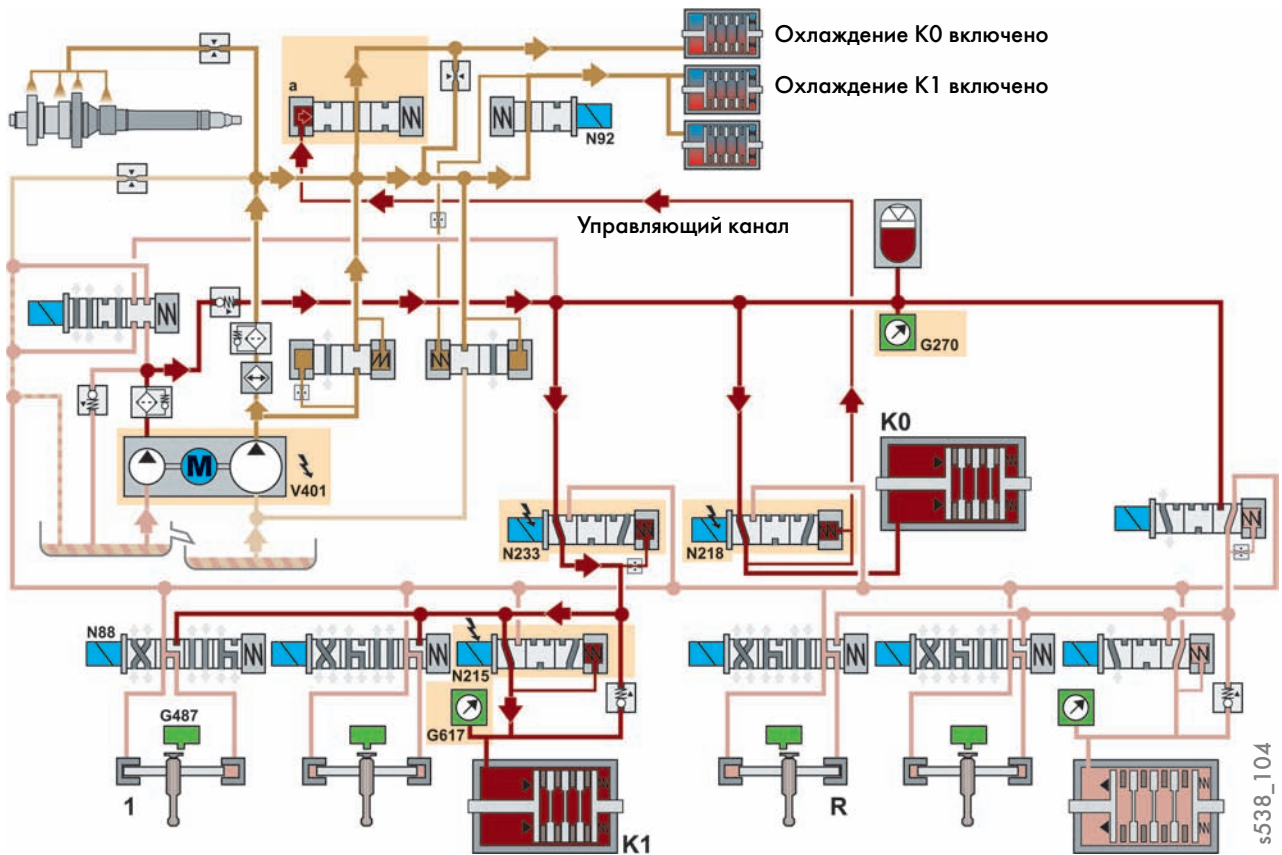 Охлаждение K0 включено
a
Охлаждение K1 включено
N92
Управляющий канал
G270
K0
M
V401
N233
N218
N88
N215
G487
G617
1
R
K1
s538_104